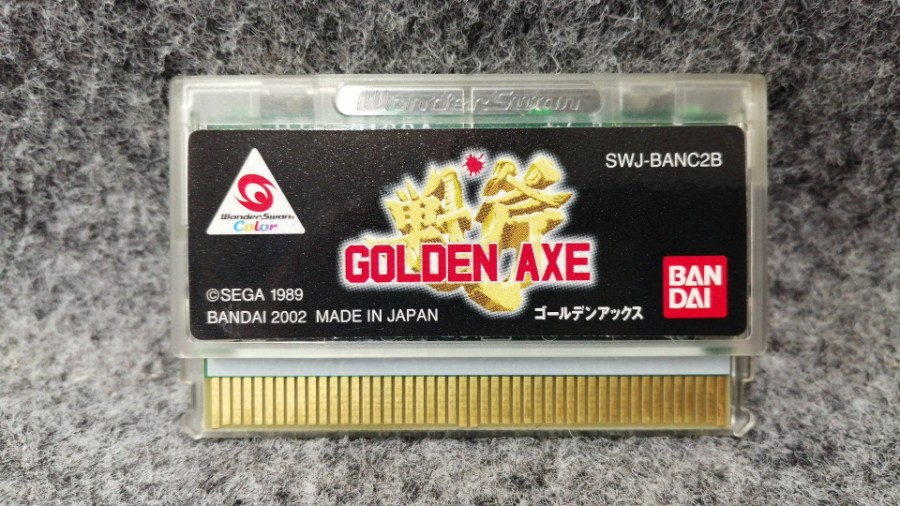 WonderSwan
SWJ-BANC2B
WonderSwan
Color
戦斧
GOLDEN AXE
©SEGA 1989
BANDAI 2002 MADE IN JAPAN
ゴールデンアックス
BAN
DAI